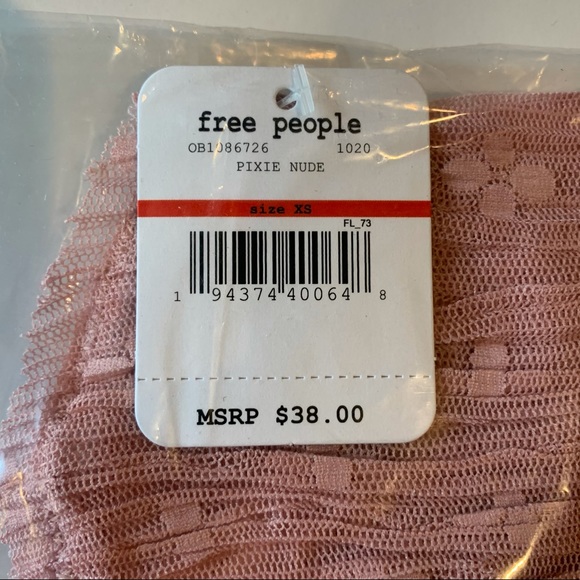 free people
OB1086726 1020
PIXIE NUDE
size XS
FL_73
1 94374 40064 8
MSRP $38.00